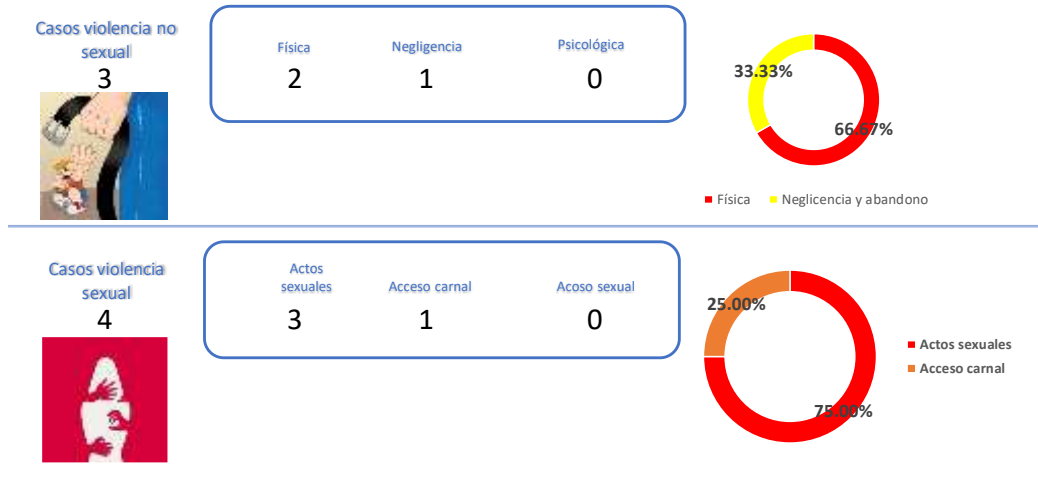 Casos violencia no
sexual
3
Física
Negligencia
Psicológica
2
1
0
33.33%
66.67%
Física
Neglicencia y abandono
Casos violencia
sexual
4
Actos
sexuales
Acceso carnal
Acoso sexual
3
1
0
25.00%
75.00%
Actos sexuales
Acceso carnal